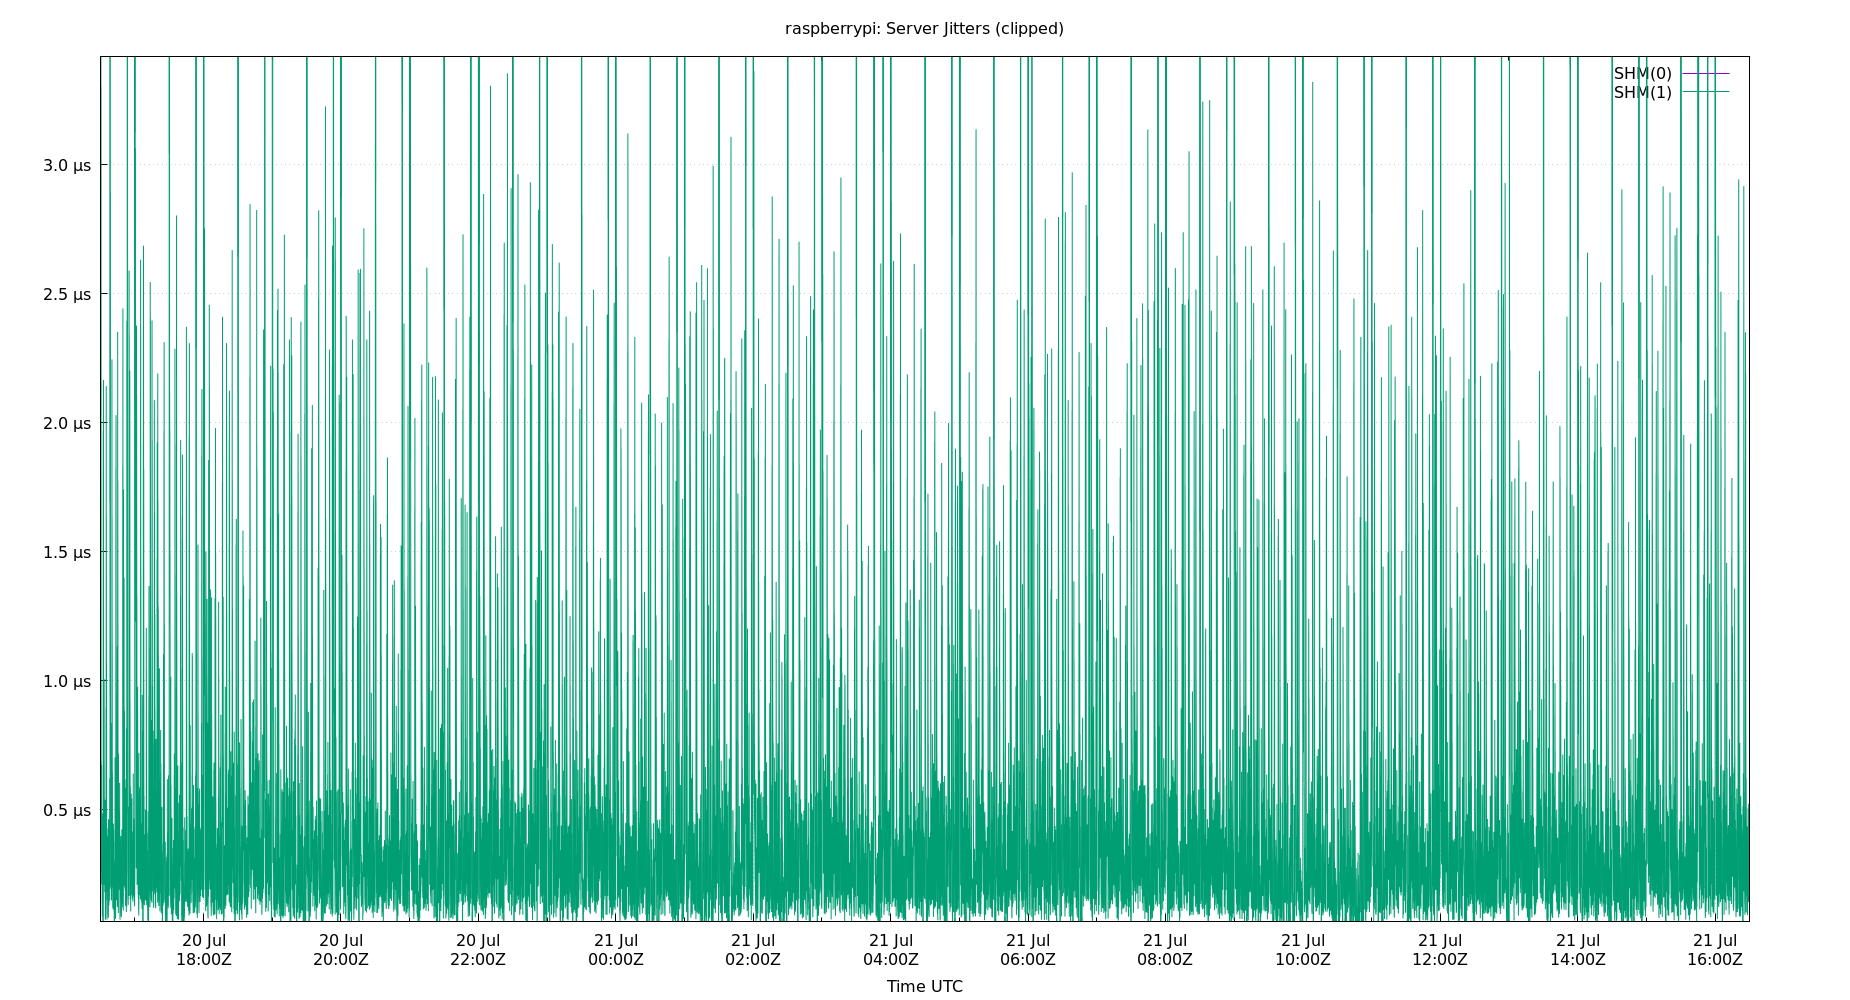 raspberrypi: Server Jitters (clipped)
SHM(0)
SHM(1)
3.0 µs
2.5 µs
2.0 µs
1.5 µs
1.0 µs
0.5 µs
20 Jul 20 Jul 20 Jul 21 Jul 21 Jul 21 Jul 21 Jul 21 Jul 21 Jul 21 Jul 21 Jul 21 Jul
18:00Z 20:00Z 22:00Z 00:00Z 02:00Z 04:00Z 06:00Z 08:00Z 10:00Z 12:00Z 14:00Z 16:00Z
Time UTC